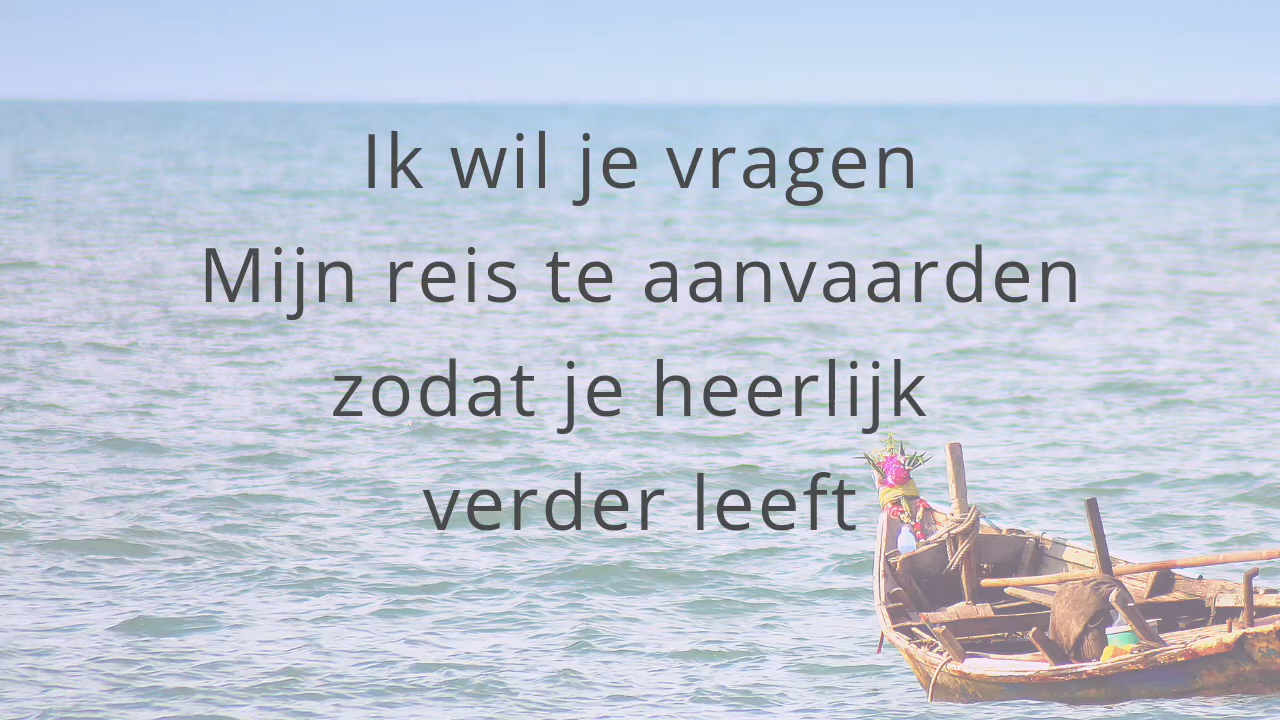 Ik wil je vragen
Mijn reis te aanvaarden
zodat je heerlijk
verder leeft